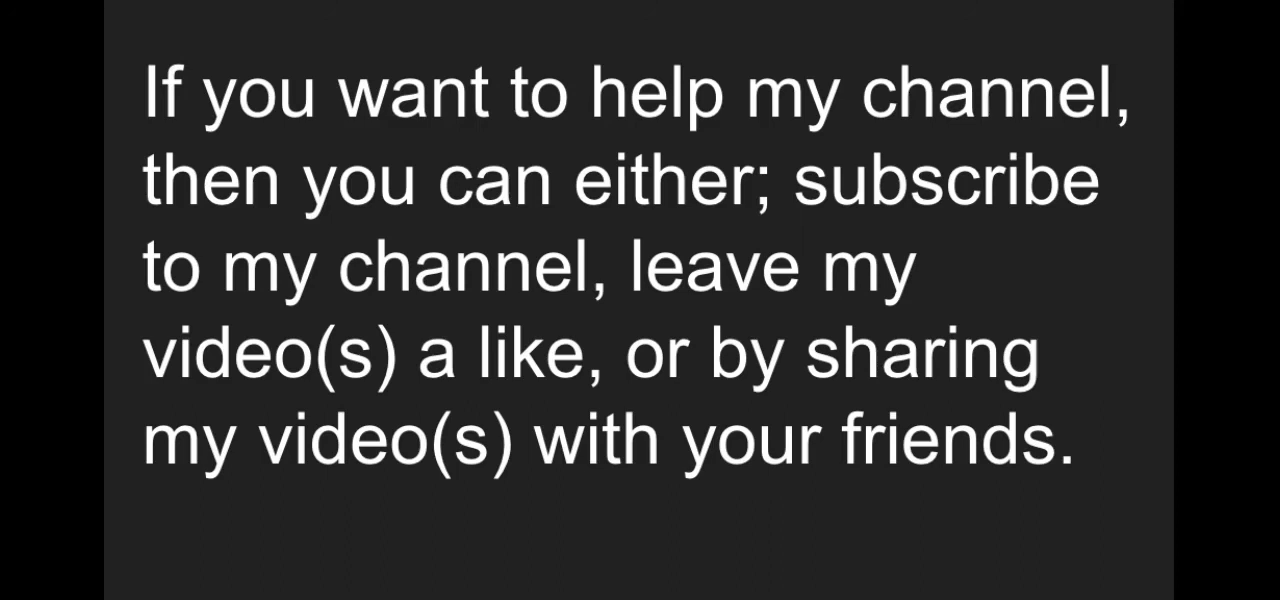 If you want to help my channel,
then you can either; subscribe
to my channel, leave my
video(s) a like, or by sharing
my video(s) with your friends.